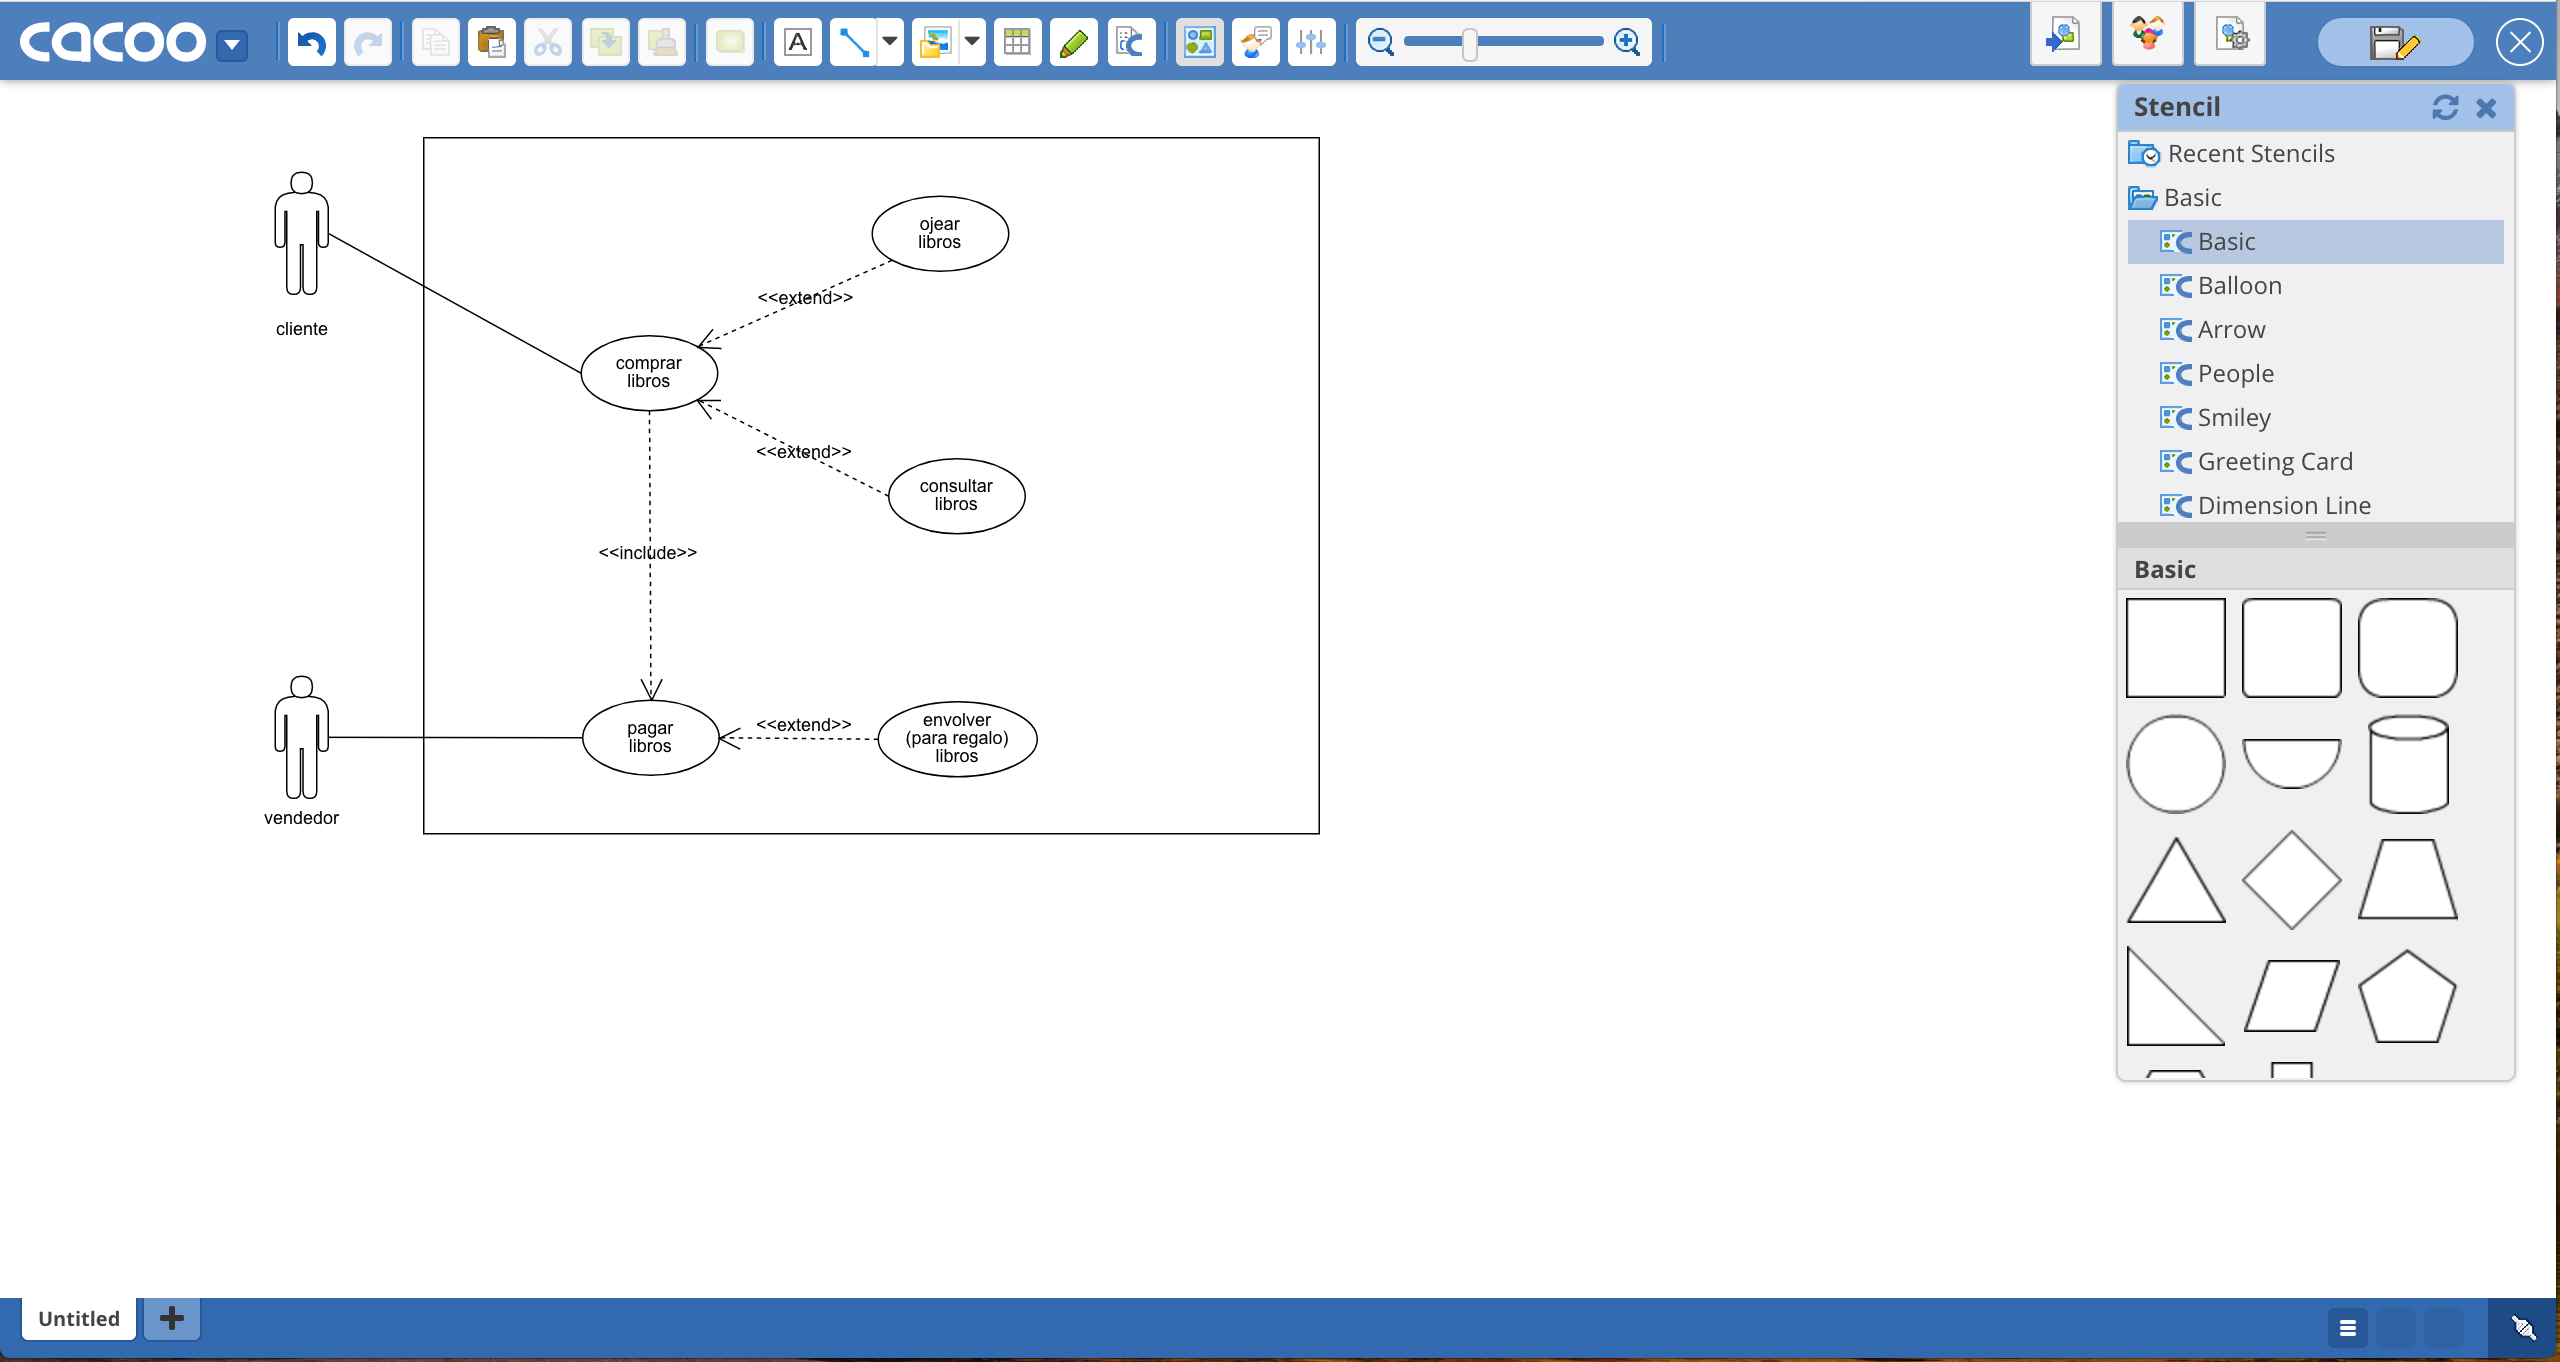 cacoo
A
Stencil
Recent Stencils
Basic
Basic
Balloon
Arrow
People
Smiley
Greeting Card
Dimension Line
Basic
ojear
libros
<<extend>>
cliente
comprar
libros
<<extend>>
consultar
libros
<<include>>
pagar
libros
<<extend>>
envolver
(para regalo)
libros
vendedor
Untitled